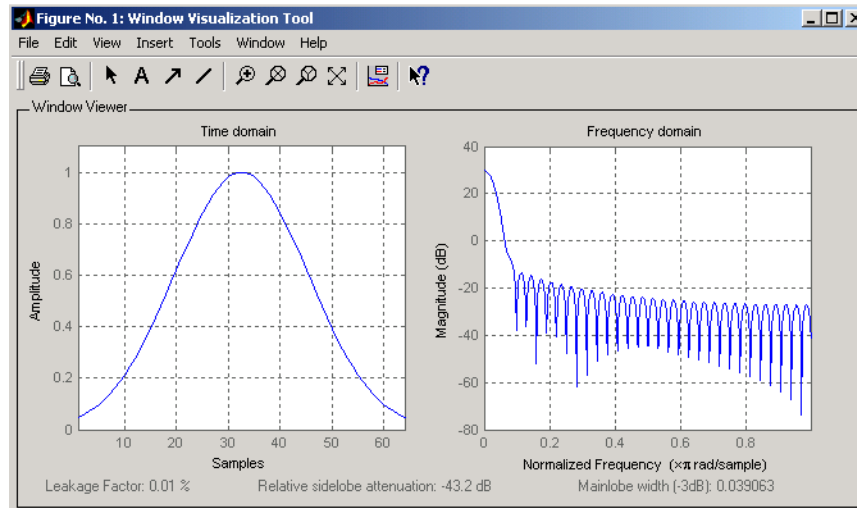 Figure No. 1: Window Visualization Tool
File Edit View Insert Tools Window Help
A
Window Viewer
Time domain
Frequency domain
1
0.8
0.6
0.4
0.2
0
Amplitude
10 20 30 40 50 60
Samples
40
20
0
-20
-40
-60
-80
Magnitude (dB)
0 0.2 0.4 0.6 0.8
Normalized Frequency (×π rad/sample)
Leakage Factor: 0.01 % Relative sidelobe attenuation: -43.2 dB Mainlobe width (-3dB): 0.039063